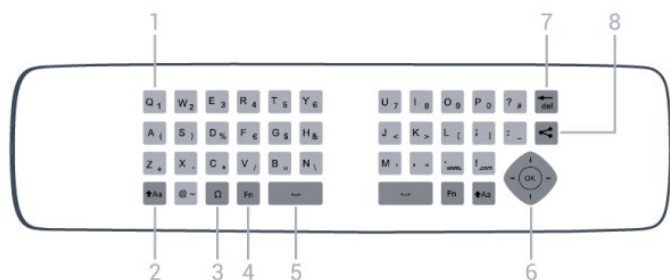 1 7 8
Q 1 W 2 E 3 R 4 T 5 Y 6 U 7 I 8 O 9 P 0 ? # del
A ( S ) D % F € G $ H & J < K > L [ ; ] : _
Z + X - C * V / B « N \ M ' , " . www. ! .com
Aa @ ~ Ω Fn Fn Aa OK
2 3 4 5 6